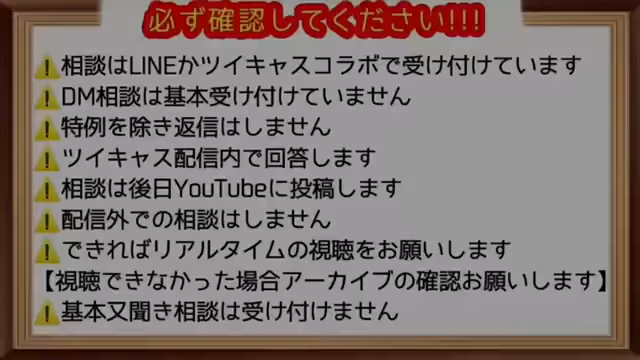 必ず確認してください!!!
⚠️相談はLINEかツイキャスコラボで受け付けています
⚠️DM相談は基本受け付けていません
⚠️特例を除き返信はしません
⚠️ツイキャス配信内で回答します
⚠️相談は後日YouTubeに投稿します
⚠️配信外での相談はしません
⚠️できればリアルタイムの視聴をお願いします
【視聴できなかった場合アーカイブの確認お願いします】
⚠️基本又聞き相談は受け付けません